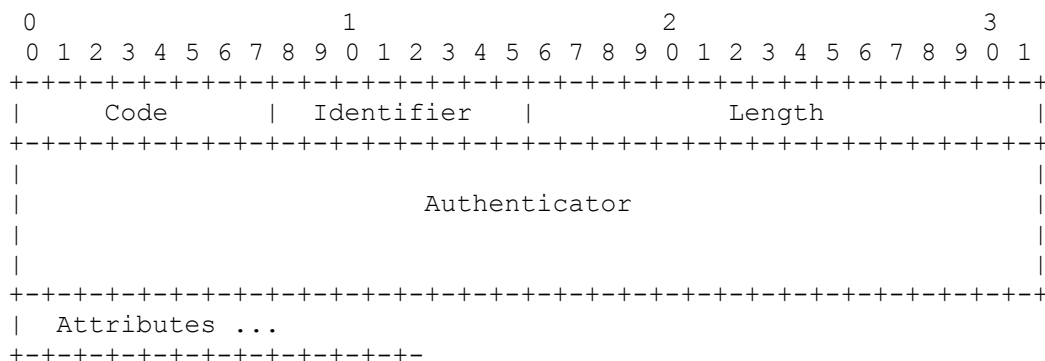 0                   1                   2                   3
 0 1 2 3 4 5 6 7 8 9 0 1 2 3 4 5 6 7 8 9 0 1 2 3 4 5 6 7 8 9 0 1
+-+-+-+-+-+-+-+-+-+-+-+-+-+-+-+-+-+-+-+-+-+-+-+-+-+-+-+-+-+-+-+-+
|     Code      |  Identifier   |            Length             |
+-+-+-+-+-+-+-+-+-+-+-+-+-+-+-+-+-+-+-+-+-+-+-+-+-+-+-+-+-+-+-+-+
|                                                               |
|                         Authenticator                         |
|                                                               |
|                                                               |
+-+-+-+-+-+-+-+-+-+-+-+-+-+-+-+-+-+-+-+-+-+-+-+-+-+-+-+-+-+-+-+-+
|  Attributes ...
+-+-+-+-+-+-+-+-+-+-+-+-+-